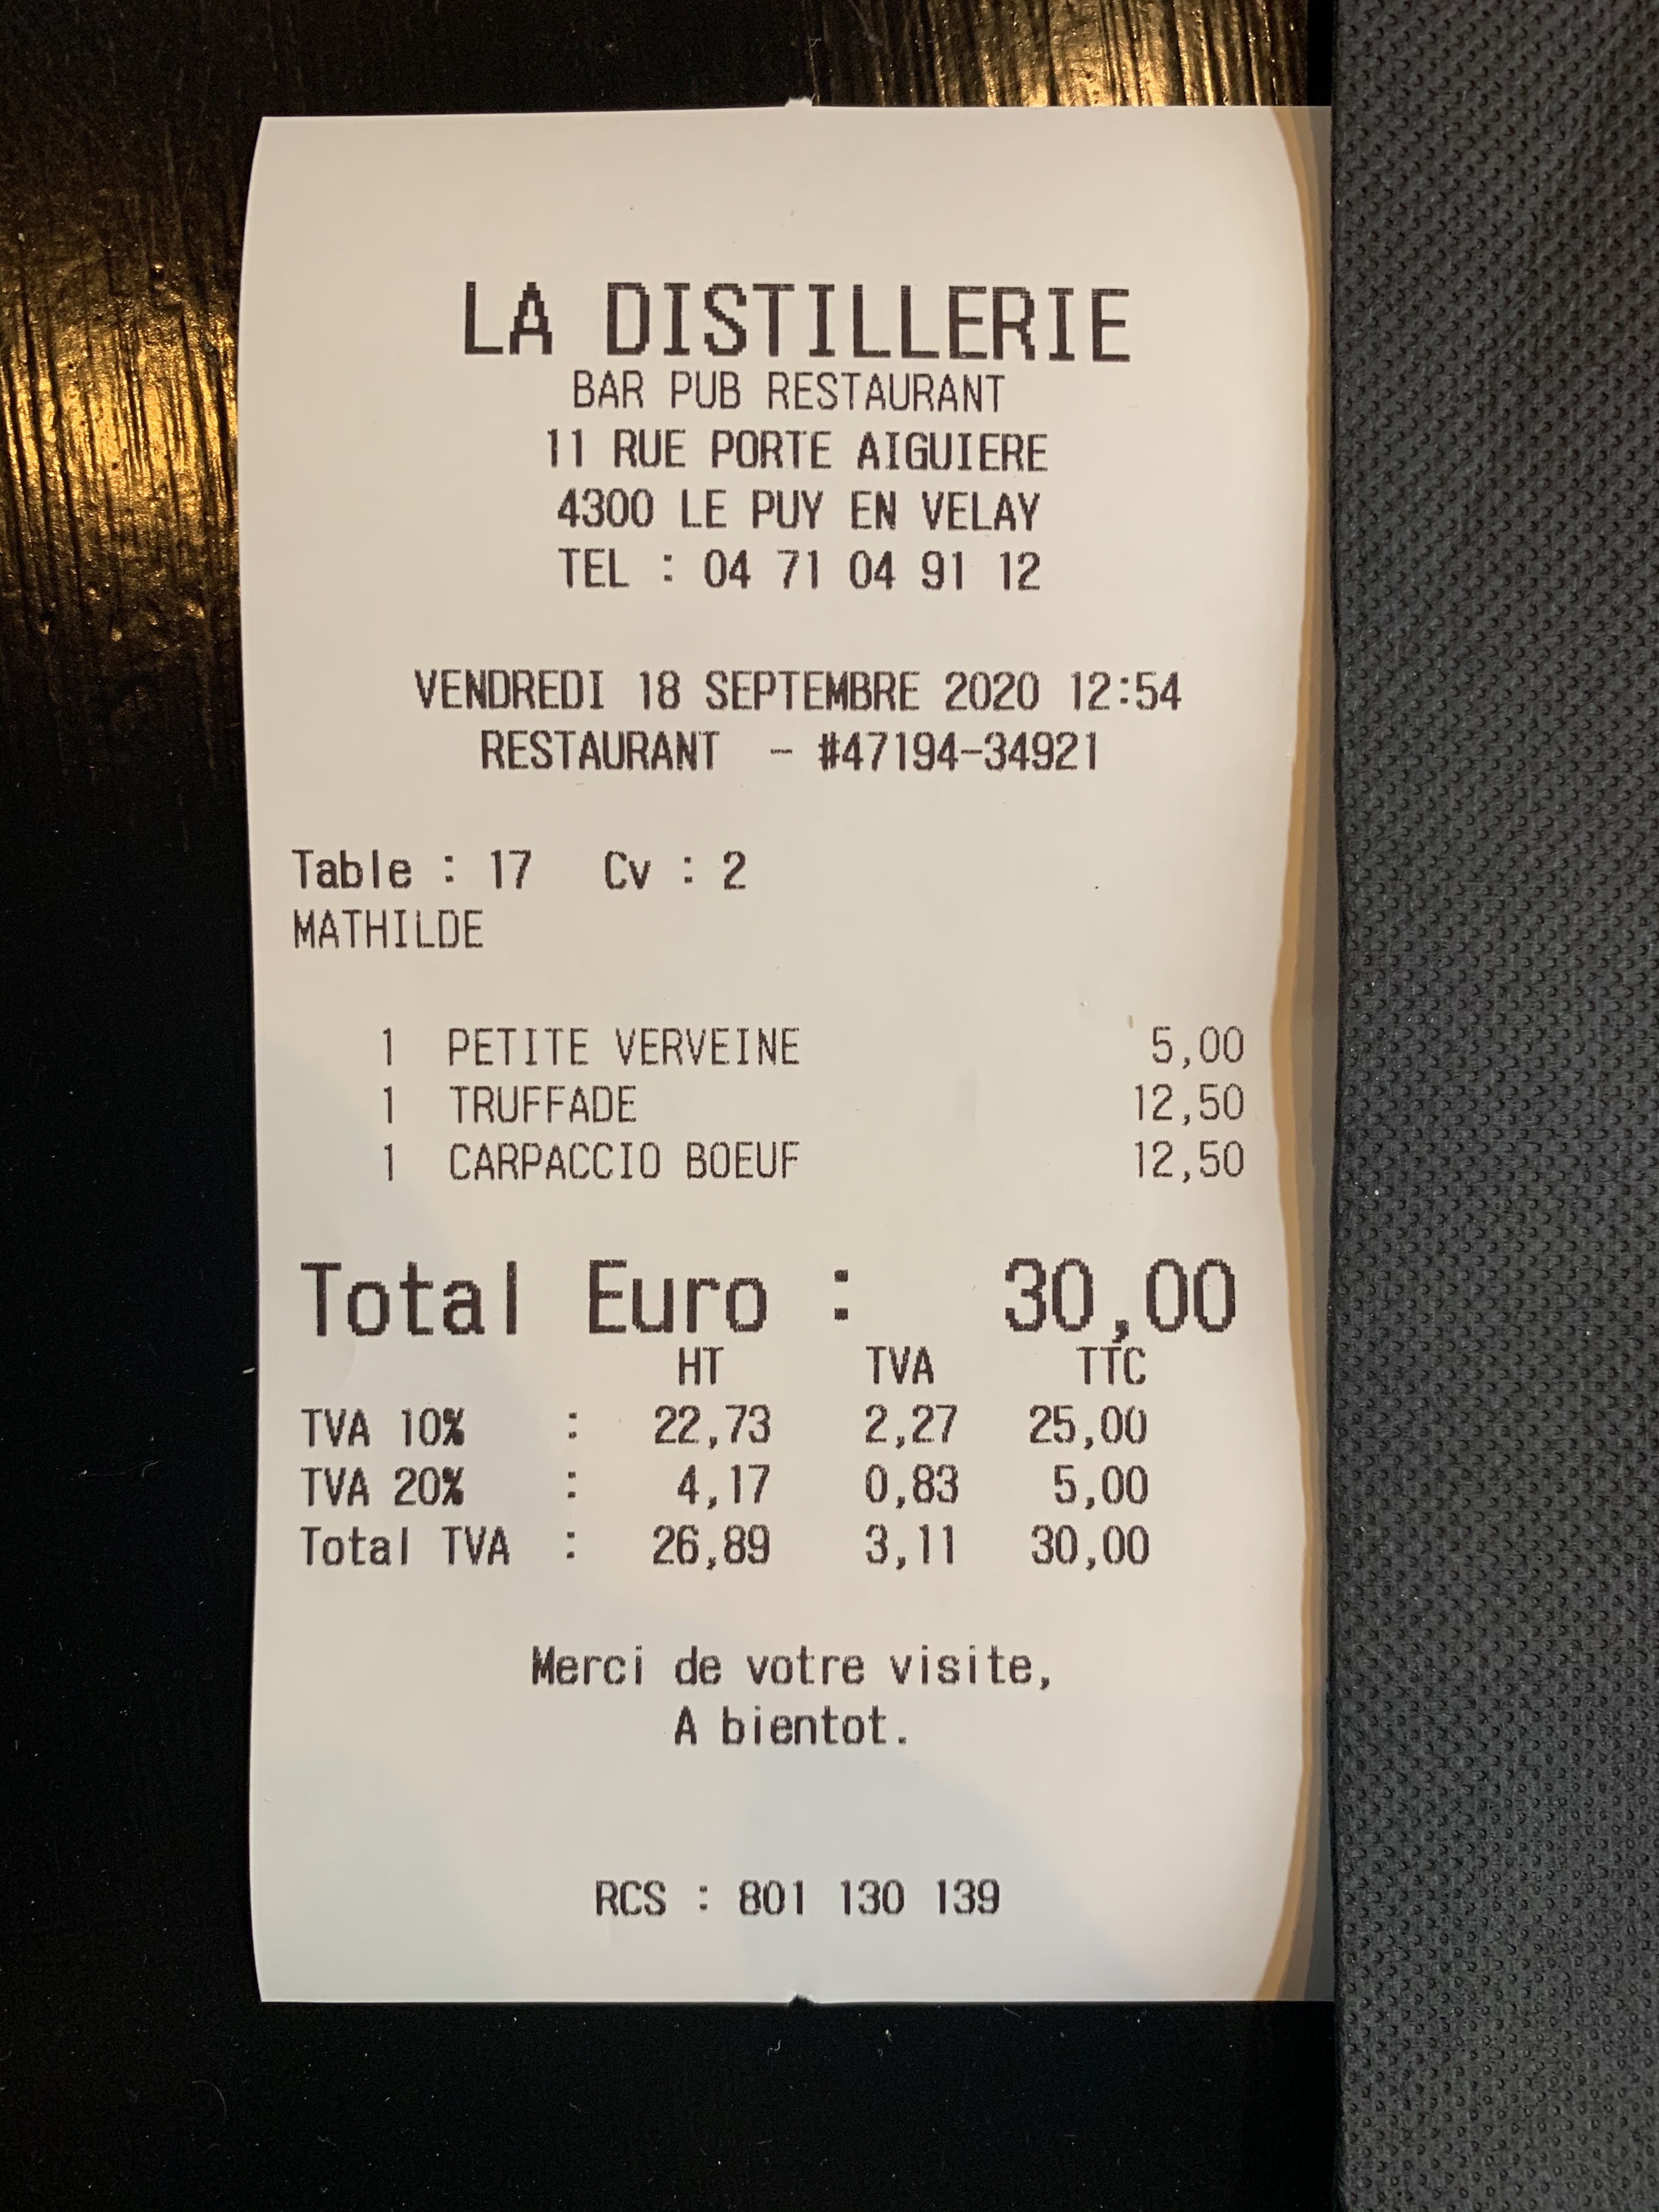 LA DISTILLERIE
BAR PUB RESTAURANT
11 RUE PORTE AIGUIERE
4300 LE PUY EN VELAY
TEL : 04 71 04 91 12
VENDREDI 18 SEPTEMBRE 2020 12:54
RESTAURANT - #47194-34921
Table : 17 Cv : 2
MATHILDE
1 PETITE VERVEINE 5,00
1 TRUFFADE 12,50
1 CARPACCIO BOEUF 12,50
Total Euro : 30,00
HT TVA TTC
TVA 10% : 22,73 2,27 25,00
TVA 20% : 4,17 0,83 5,00
Total TVA : 26,89 3,11 30,00
Merci de votre visite,
A bientot.
RCS : 801 130 139